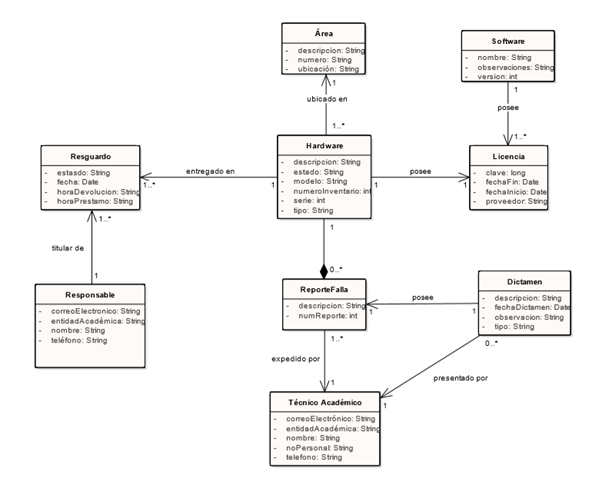 Área
- descripcion: String
- numero: String
- ubicación: String
1
ubicado en
1..*
Software
- nombre: String
- observaciones: String
- version: int
1
posee
1..*
Resguardo
- estasdo: String
- fecha: Date
- horaDevolucion: String
- horaPrestamo: String
1..*
entregado en
1
Hardware
- descripcion: String
- estado: String
- modelo: String
- numeroInventario: int
- serie: int
- tipo: String
1
posee
1
Licencia
- clave: long
- fechaFin: Date
- fechaInicio: Date
- proveedor: String
1..*
titular de
1
Responsable
- correoElectronico: String
- entidadAcadémica: String
- nombre: String
- teléfono: String
1
0..*
ReporteFalla
- descripcion: String
- numReporte: int
1
posee
1
Dictamen
- descripcion: String
- fechaDictamen: Date
- observacion: String
- tipo: String
1..*
expedido por
1
0..*
presentado por
1
Técnico Académico
- correoElectrónico: String
- entidadAcadémica: String
- nombre: String
- noPersonal: String
- telefono: String